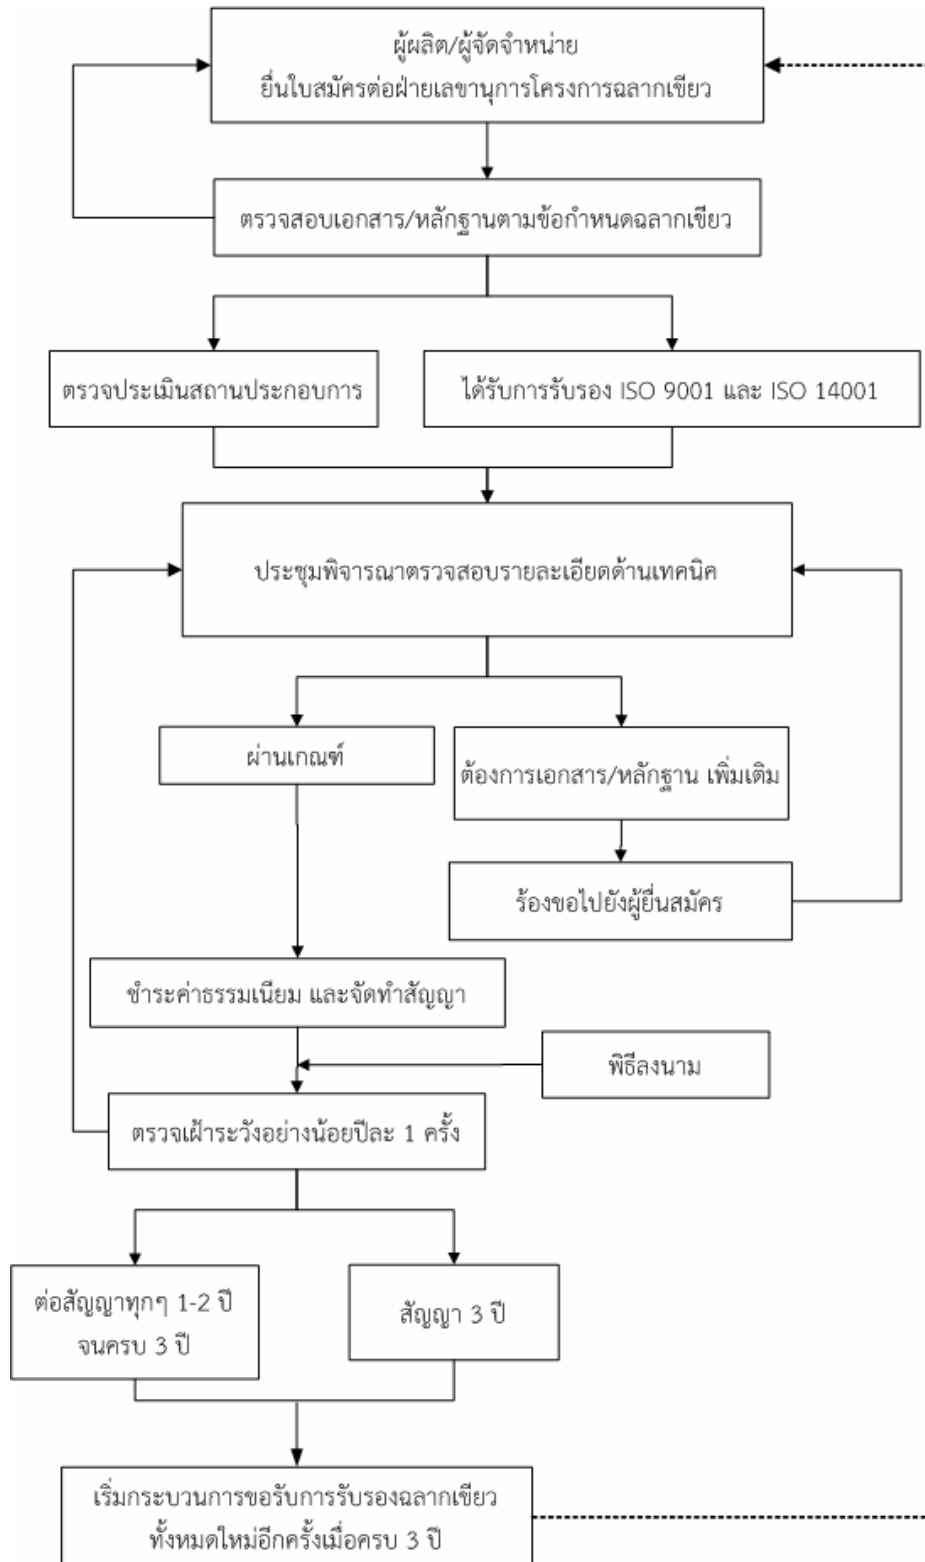 ผู้ผลิต/ผู้จัดจำหน่าย
ยื่นใบสมัครต่อฝ่ายเลขานุการโครงการฉลากเขียว
ตรวจสอบเอกสาร/หลักฐานตามข้อกำหนดฉลากเขียว
ตรวจประเมินสถานประกอบการ
ได้รับการรับรอง ISO 9001 และ ISO 14001
ประชุมพิจารณาตรวจสอบรายละเอียดด้านเทคนิค
ผ่านเกณฑ์
ต้องการเอกสาร/หลักฐาน เพิ่มเติม
ร้องขอไปยังผู้ยื่นสมัคร
ชำระค่าธรรมเนียม และจัดทำสัญญา
พิธีลงนาม
ตรวจเฝ้าระวังอย่างน้อยปีละ 1 ครั้ง
ต่อสัญญาทุกๆ 1-2 ปี
จนครบ 3 ปี
สัญญา 3 ปี
เริ่มกระบวนการขอรับการรับรองฉลากเขียว
ทั้งหมดใหม่อีกครั้งเมื่อครบ 3 ปี